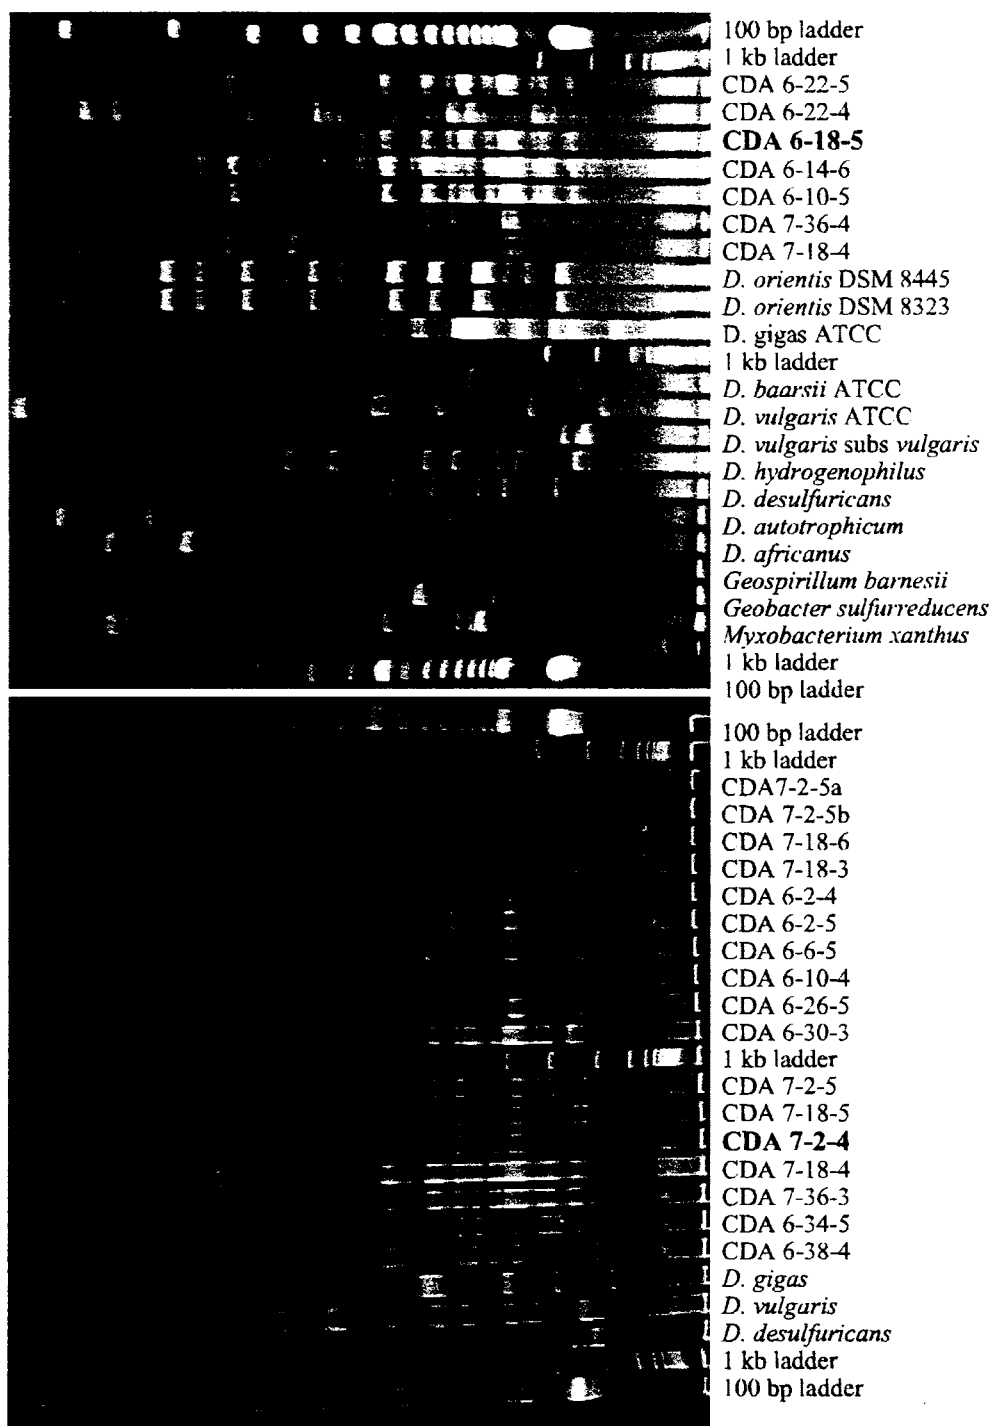 100 bp ladder
1 kb ladder
CDA 6-22-5
CDA 6-22-4
CDA 6-18-5
CDA 6-14-6
CDA 6-10-5
CDA 7-36-4
CDA 7-18-4
D. orientis DSM 8445
D. orientis DSM 8323
D. gigas ATCC
1 kb ladder
D. baarsii ATCC
D. vulgaris ATCC
D. vulgaris subs vulgaris
D. hydrogenophilus
D. desulfuricans
D. autotrophicum
D. africanus
Geospirillum barnesii
Geobacter sulfurreducens
Myxobacterium xanthus
1 kb ladder
100 bp ladder
100 bp ladder
1 kb ladder
CDA7-2-5a
CDA 7-2-5b
CDA 7-18-6
CDA 7-18-3
CDA 6-2-4
CDA 6-2-5
CDA 6-6-5
CDA 6-10-4
CDA 6-26-5
CDA 6-30-3
1 kb ladder
CDA 7-2-5
CDA 7-18-5
CDA 7-2-4
CDA 7-18-4
CDA 7-36-3
CDA 6-34-5
CDA 6-38-4
D. gigas
D. vulgaris
D. desulfuricans
1 kb ladder
100 bp ladder